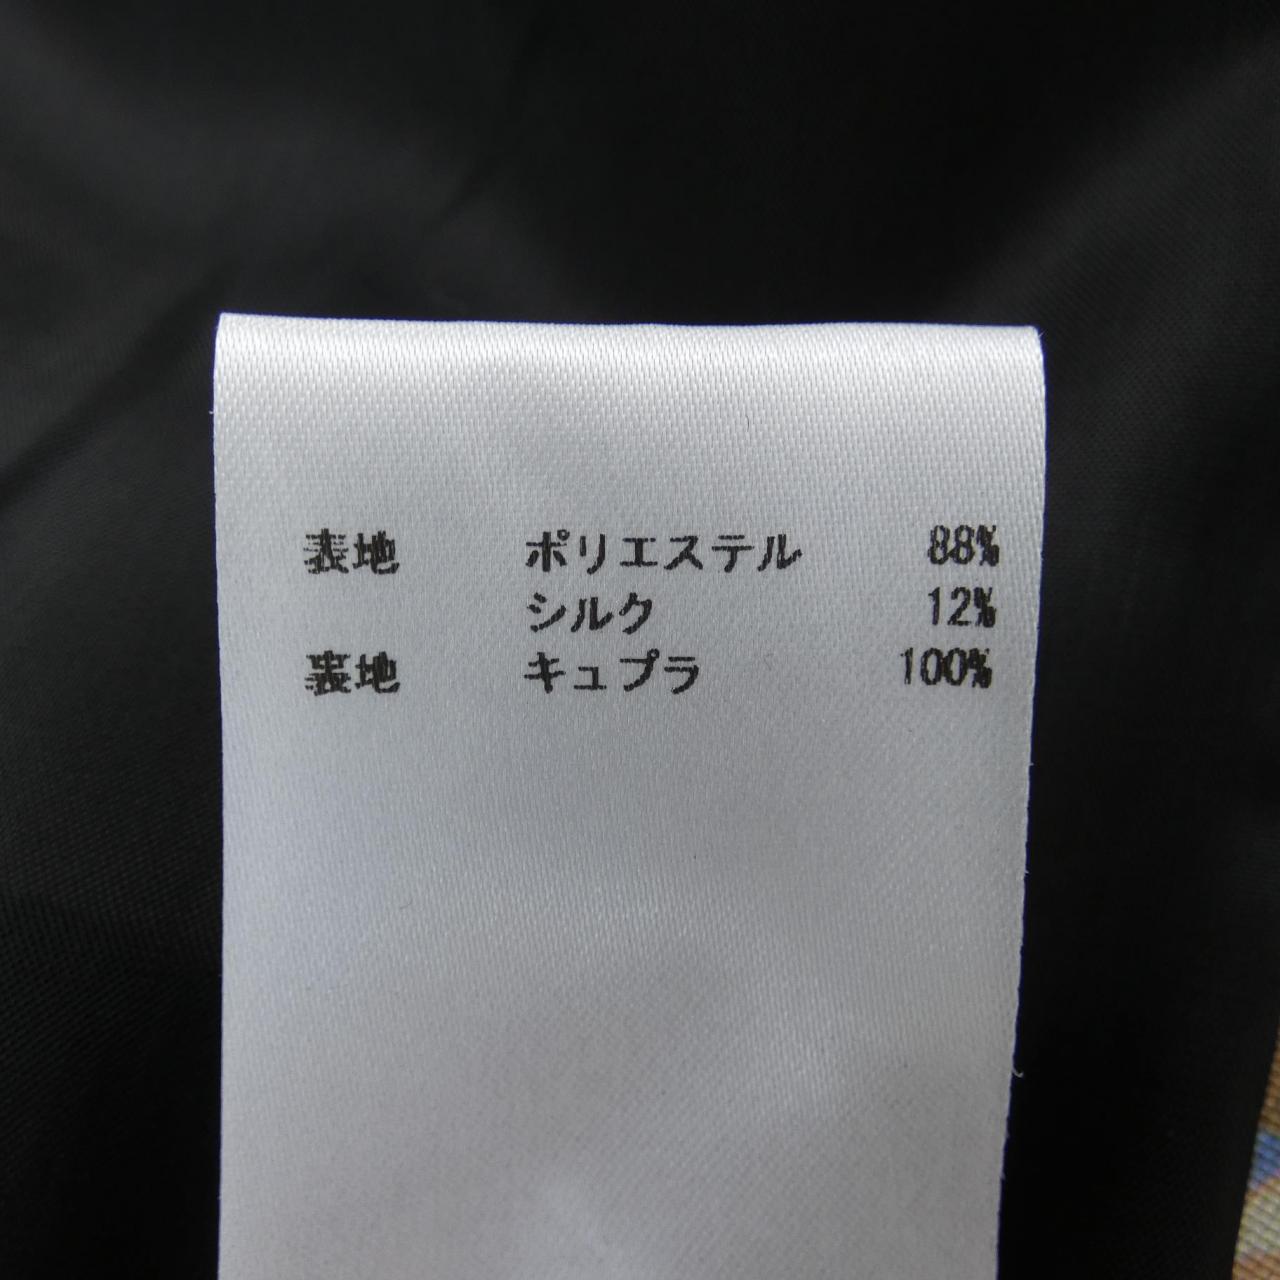 表地 ポリエステル 88%
シルク 12%
裏地 キュプラ 100%